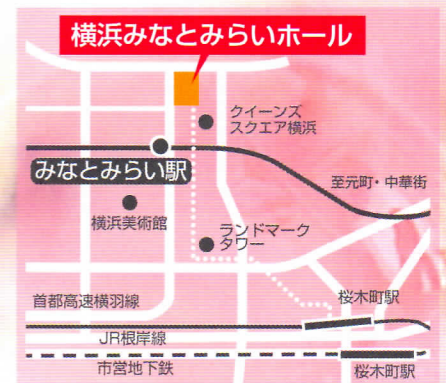 横浜みなとみらいホール
クイーンズ
スクエア横浜
みなとみらい駅
至元町・中華街
横浜美術館
ランドマーク
タワー
桜木町駅
首都高速横羽線
JR根岸線
市営地下鉄
桜木町駅